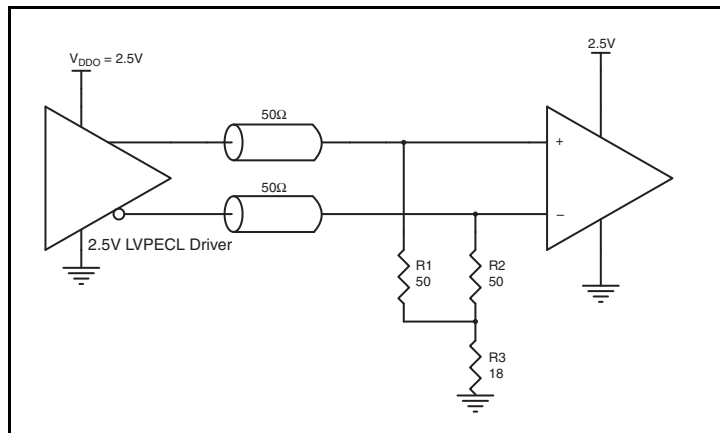 V_DDO = 2.5V
2.5V
50Ω
+
50Ω
–
2.5V LVPECL Driver
R1
50
R2
50
R3
18